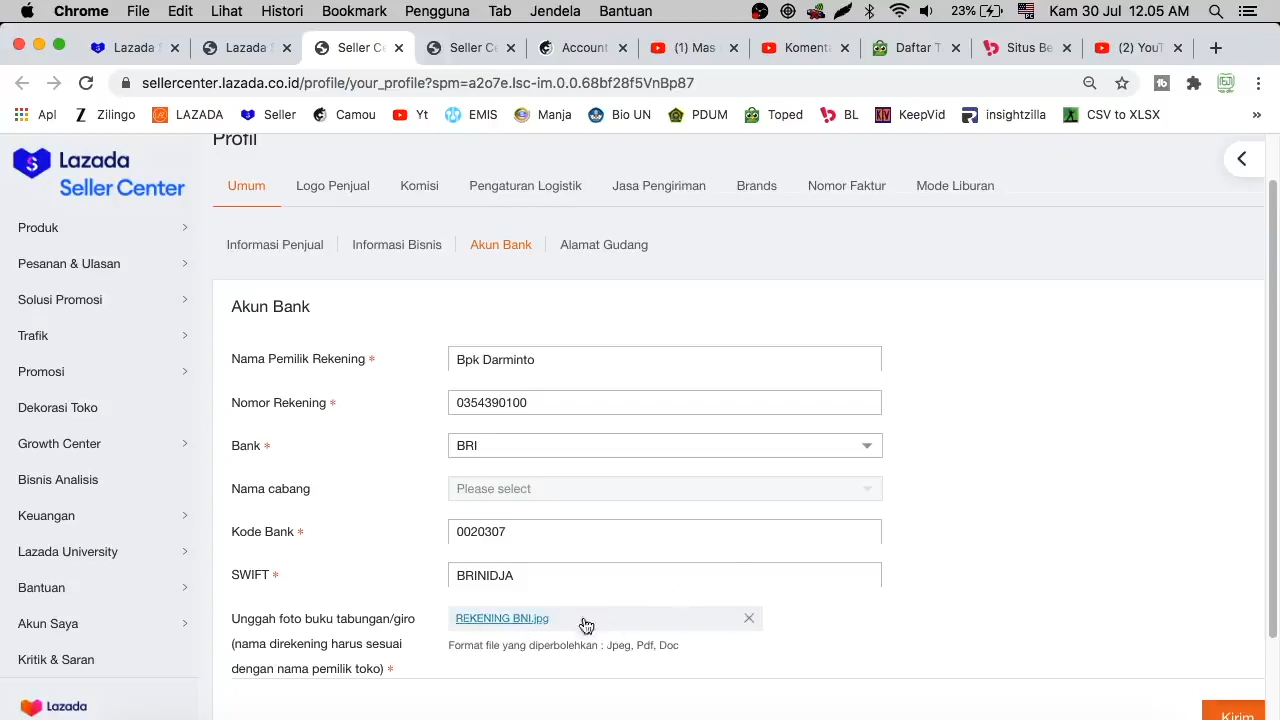 Chrome File Edit Lihat Histori Bookmark Pengguna Tab Jendela Bantuan 23% Kam 30 Jul 12.05 AM
Lazada Lazada Seller Ce Seller Ce Account (1) Mas Komenta Daftar T Situs Be (2) YouT
sellercenter.lazada.co.id/profile/your_profile?spm=a2o7e.lsc-im.0.0.68bf28f5VnBp87
Apl Zilingo LAZADA Seller Camou Yt EMIS Manja Bio UN PDUM Toped BL KeepVid insightzilla CSV to XLSX »
Profil
Lazada
Seller Center
Umum Logo Penjual Komisi Pengaturan Logistik Jasa Pengiriman Brands Nomor Faktur Mode Liburan
Produk
Pesanan & Ulasan
Solusi Promosi
Trafik
Promosi
Dekorasi Toko
Growth Center
Bisnis Analisis
Keuangan
Lazada University
Bantuan
Akun Saya
Kritik & Saran
Lazada
Informasi Penjual Informasi Bisnis Akun Bank Alamat Gudang
Akun Bank
Nama Pemilik Rekening * Bpk Darminto
Nomor Rekening * 0354390100
Bank * BRI
Nama cabang Please select
Kode Bank * 0020307
SWIFT * BRINIDJA
Unggah foto buku tabungan/giro REKENING BNI.jpg
(nama direkening harus sesuai Format file yang diperbolehkan : Jpeg, Pdf, Doc
dengan nama pemilik toko) *
Kirim